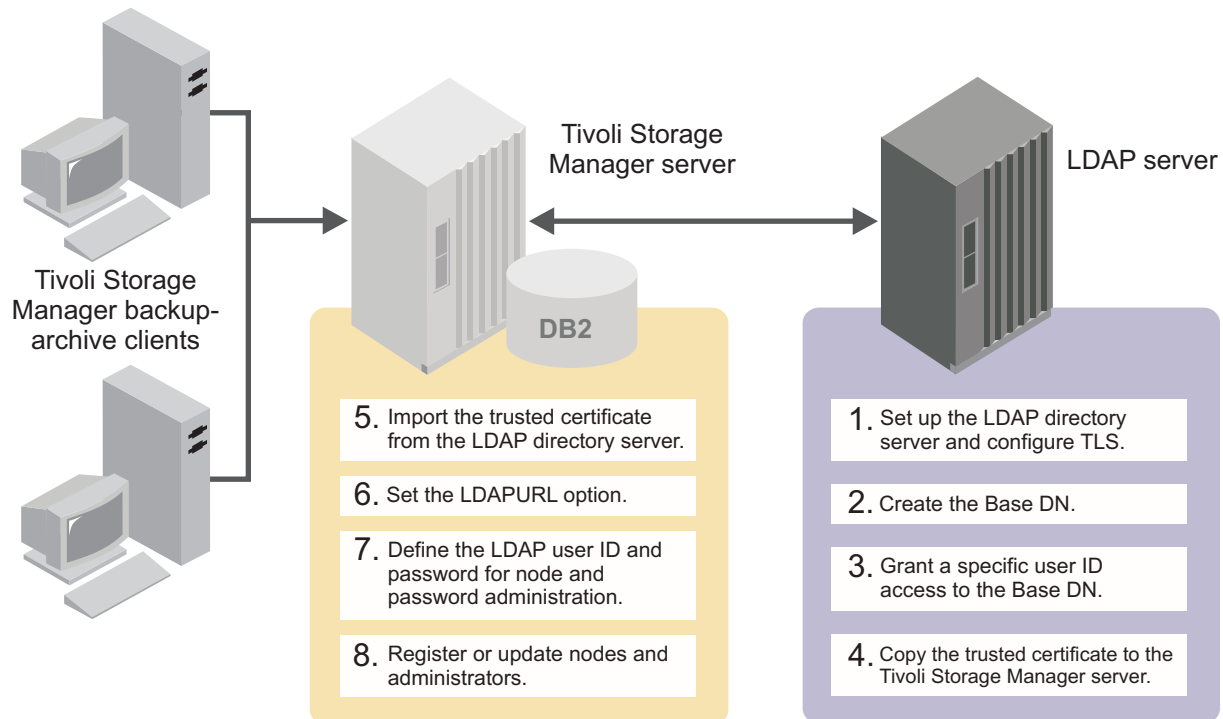 Tivoli Storage
Manager backup-
archive clients
Tivoli Storage
Manager server
DB2
5. Import the trusted certificate
from the LDAP directory server.
6. Set the LDAPURL option.
7. Define the LDAP user ID and
password for node and
password administration.
8. Register or update nodes and
administrators.
LDAP server
1. Set up the LDAP directory
server and configure TLS.
2. Create the Base DN.
3. Grant a specific user ID
access to the Base DN.
4. Copy the trusted certificate to the
Tivoli Storage Manager server.